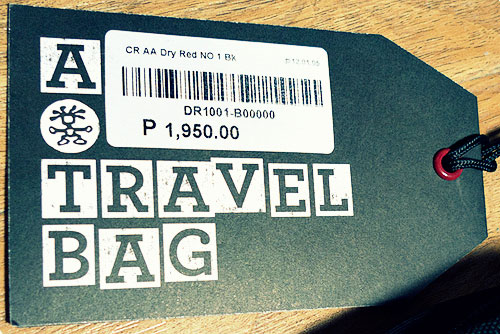 A
CR AA Dry Red NO 1 Bk
DR1001-B00000
P 1,950.00
TRAVEL
BAG